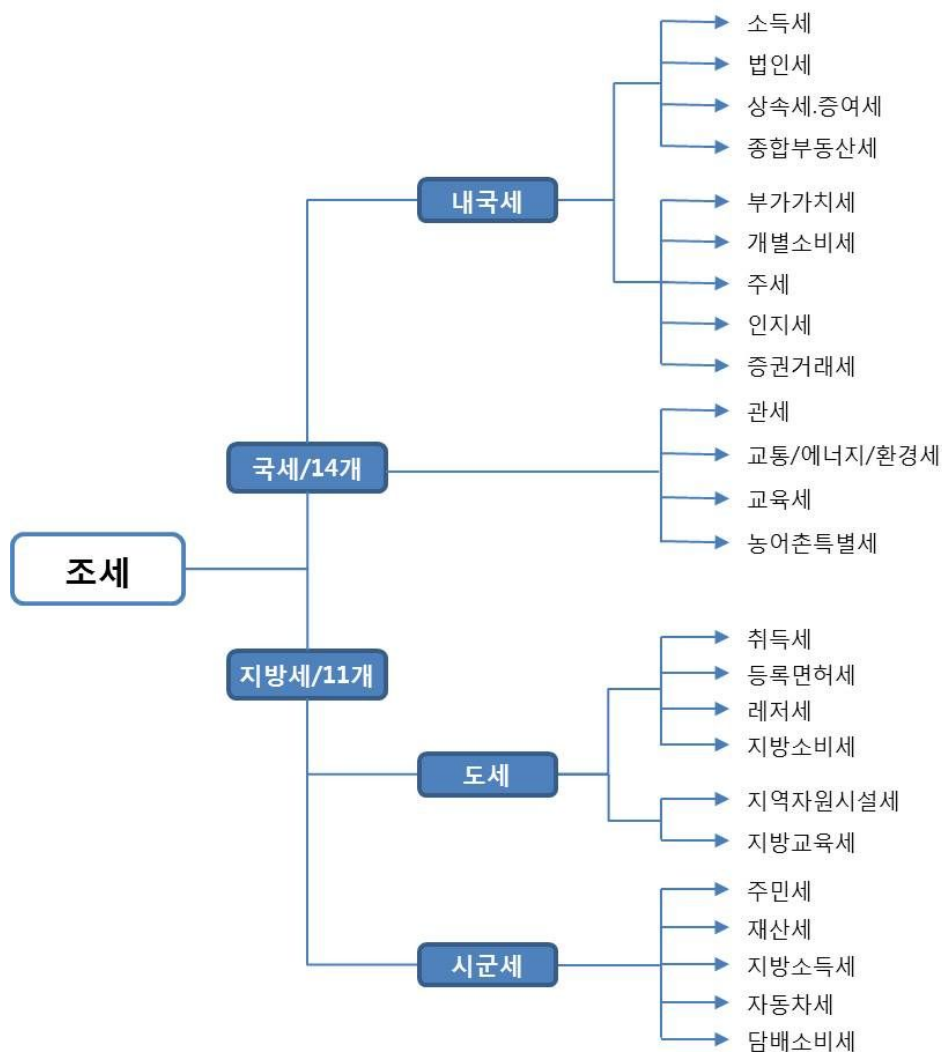 소득세
법인세
상속세.증여세
종합부동산세
내국세
부가가치세
개별소비세
주세
인지세
증권거래세
관세
국세/14개
교통/에너지/환경세
교육세
농어촌특별세
조세
취득세
지방세/11개
등록면허세
레저세
지방소비세
도세
지역자원시설세
지방교육세
주민세
재산세
시군세
지방소득세
자동차세
담배소비세